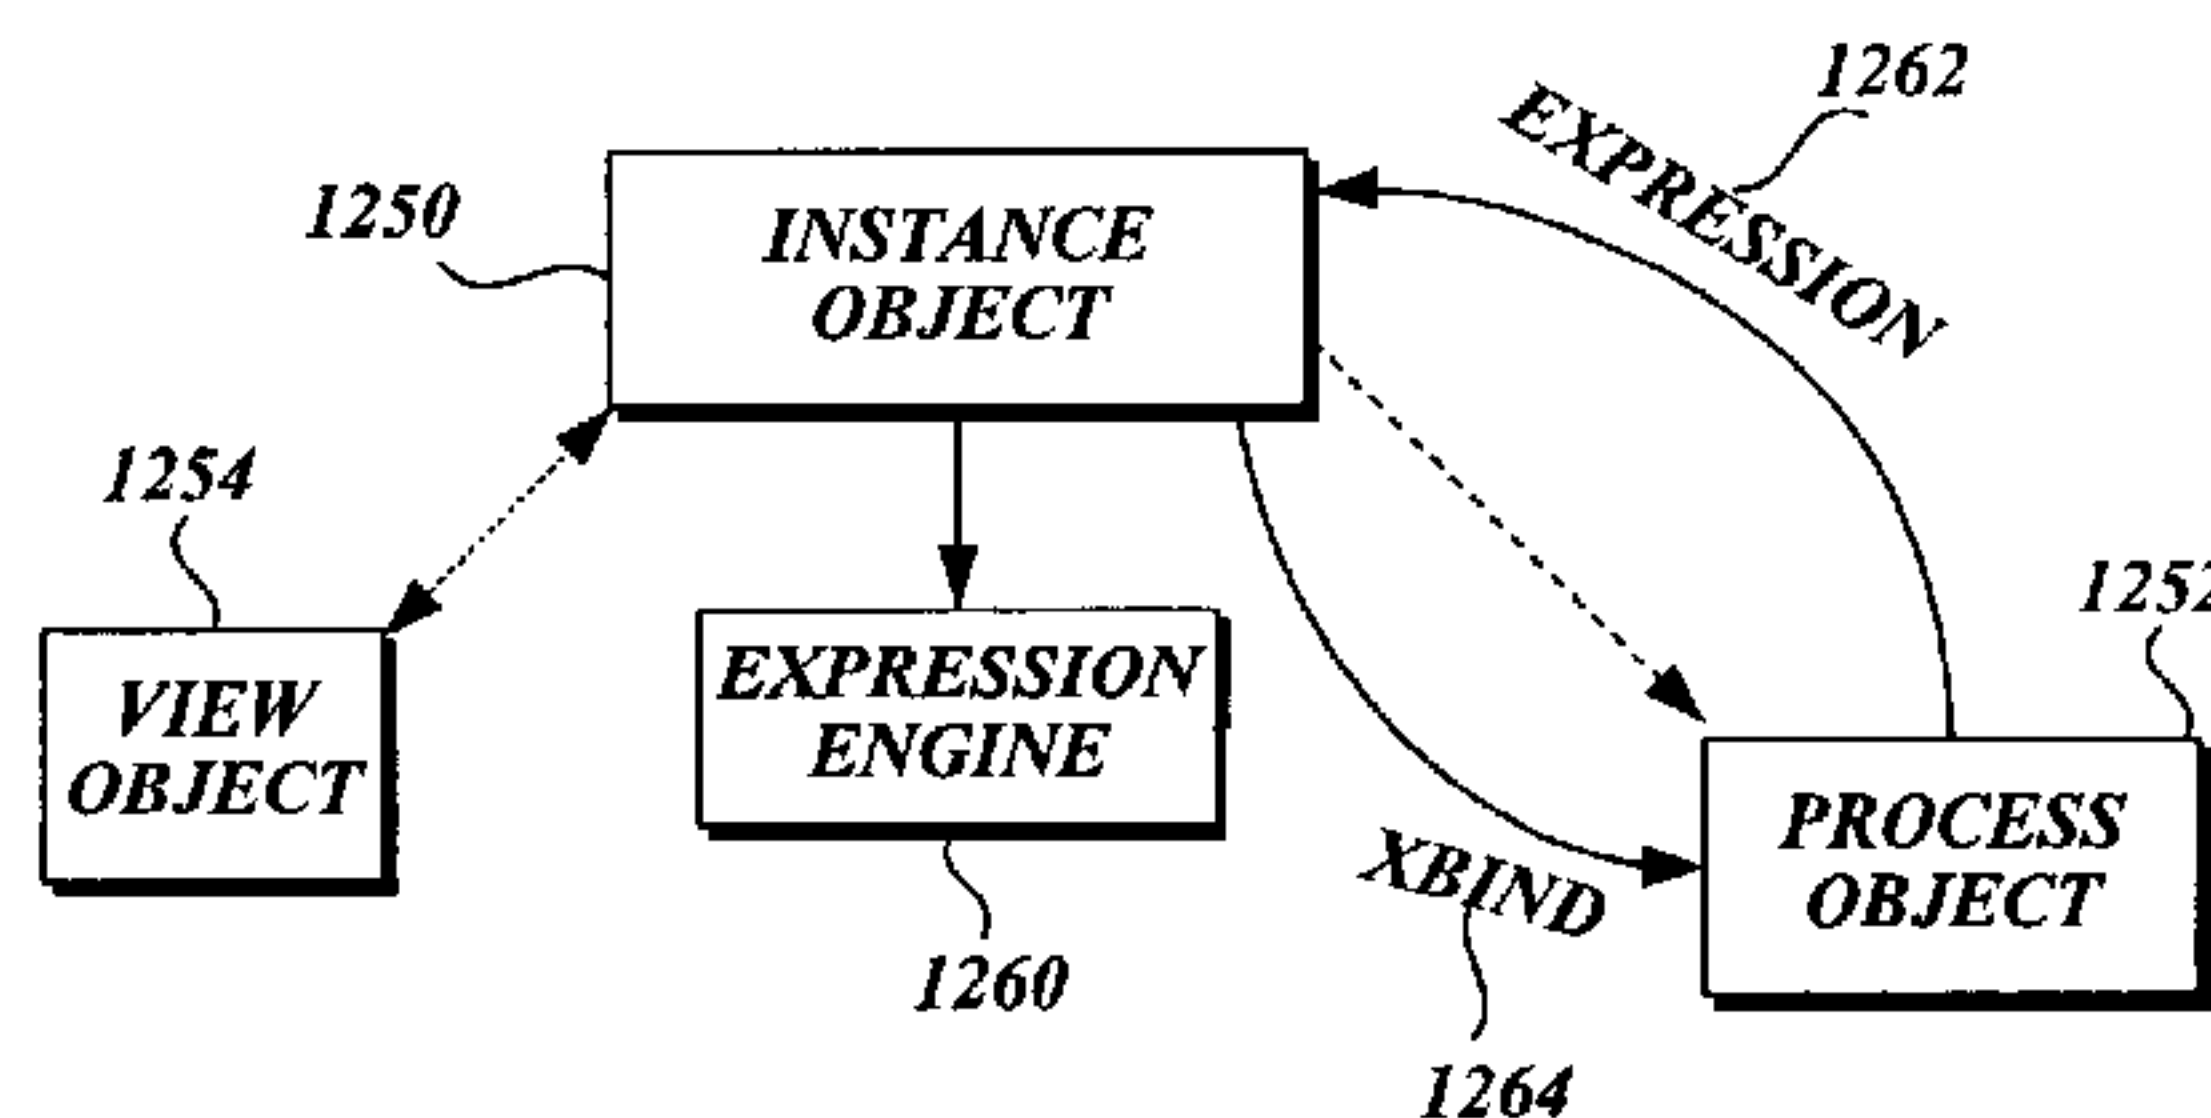 1262
EXPRESSION
1250
INSTANCE
OBJECT
1254
VIEW
OBJECT
EXPRESSION
ENGINE
1260
1252
PROCESS
OBJECT
XBIND
1264